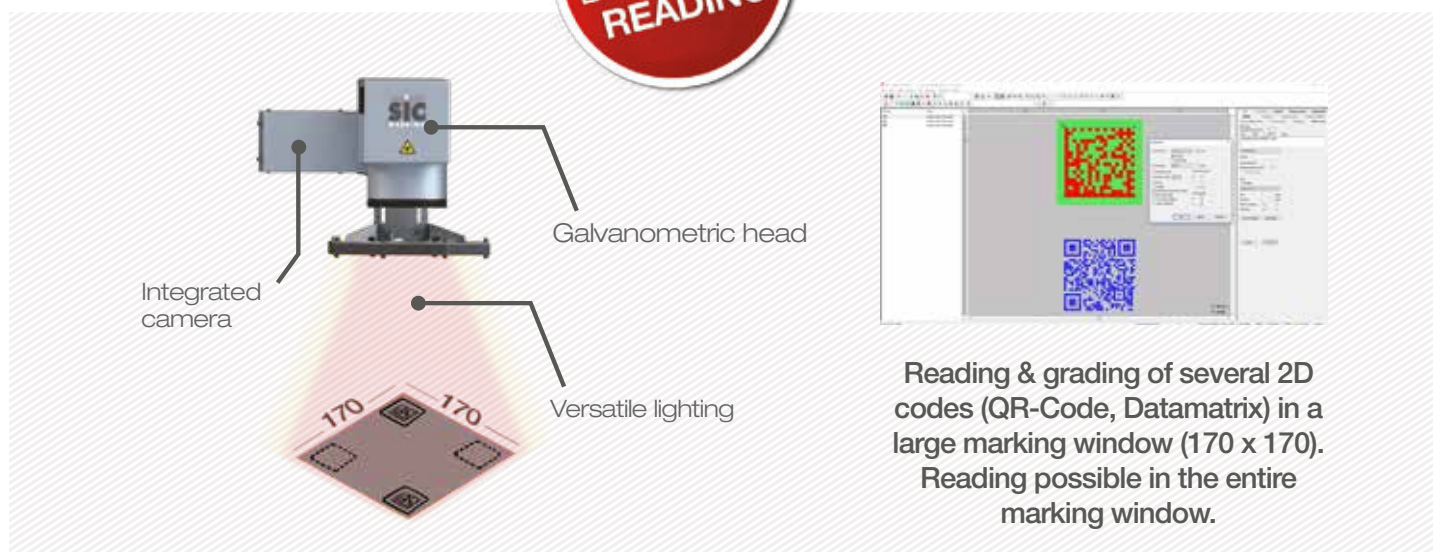 READING
SIC
MARKING
Galvanometric head
Integrated
camera
Versatile lighting
170
170
Reading & grading of several 2D
codes (QR-Code, Datamatrix) in a
large marking window (170 x 170).
Reading possible in the entire
marking window.